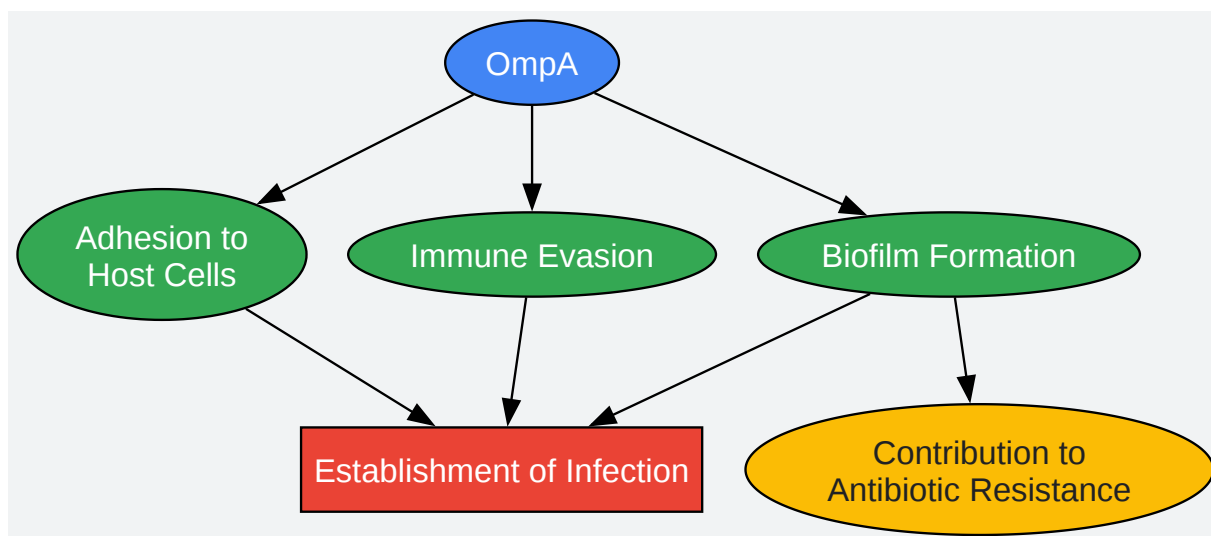 OmpA
Adhesion to
Host Cells
Immune Evasion
Biofilm Formation
Establishment of Infection
Contribution to
Antibiotic Resistance